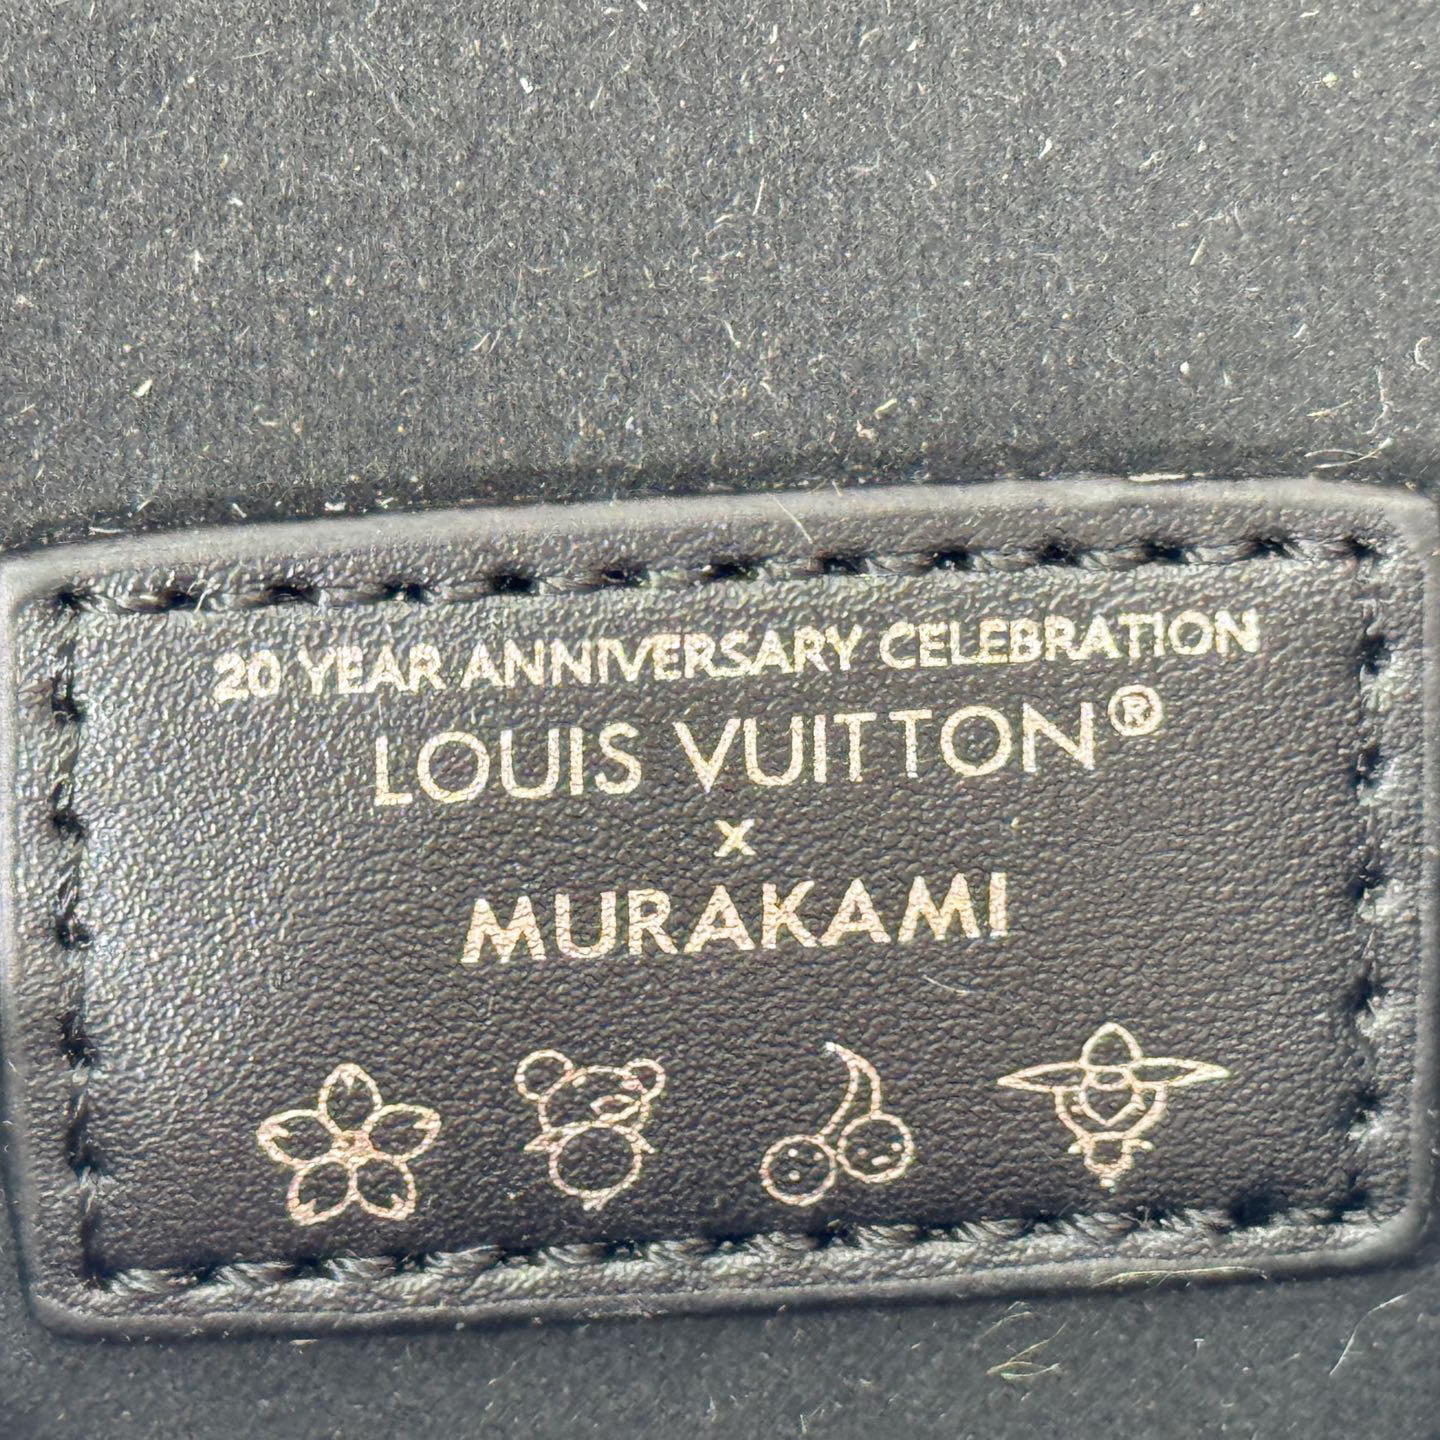 20 YEAR ANNIVERSARY CELEBRATION
LOUIS VUITTON®
x
MURAKAMI